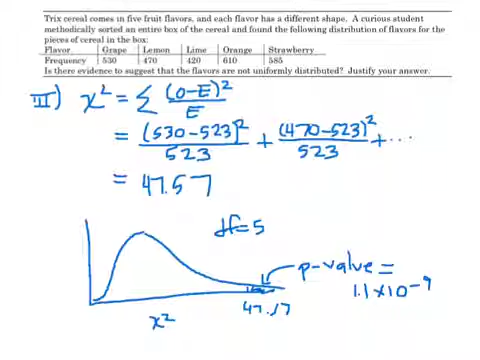 Trix cereal comes in five fruit flavors, and each flavor has a different shape. A curious student
methodically sorted an entire box of the cereal and found the following distribution of flavors for the
pieces of cereal in the box:
Flavor Grape Lemon Lime Orange Strawberry
Frequency 530 470 420 610 585
Is there evidence to suggest that the flavors are not uniformly distributed? Justify your answer.
III) χ² = Σ (O-E)²/E
= (530-523)²/523 + (470-523)²/523 + ...
= 47.57
df=5
p-value =
1.1×10⁻⁹
47.17
χ²